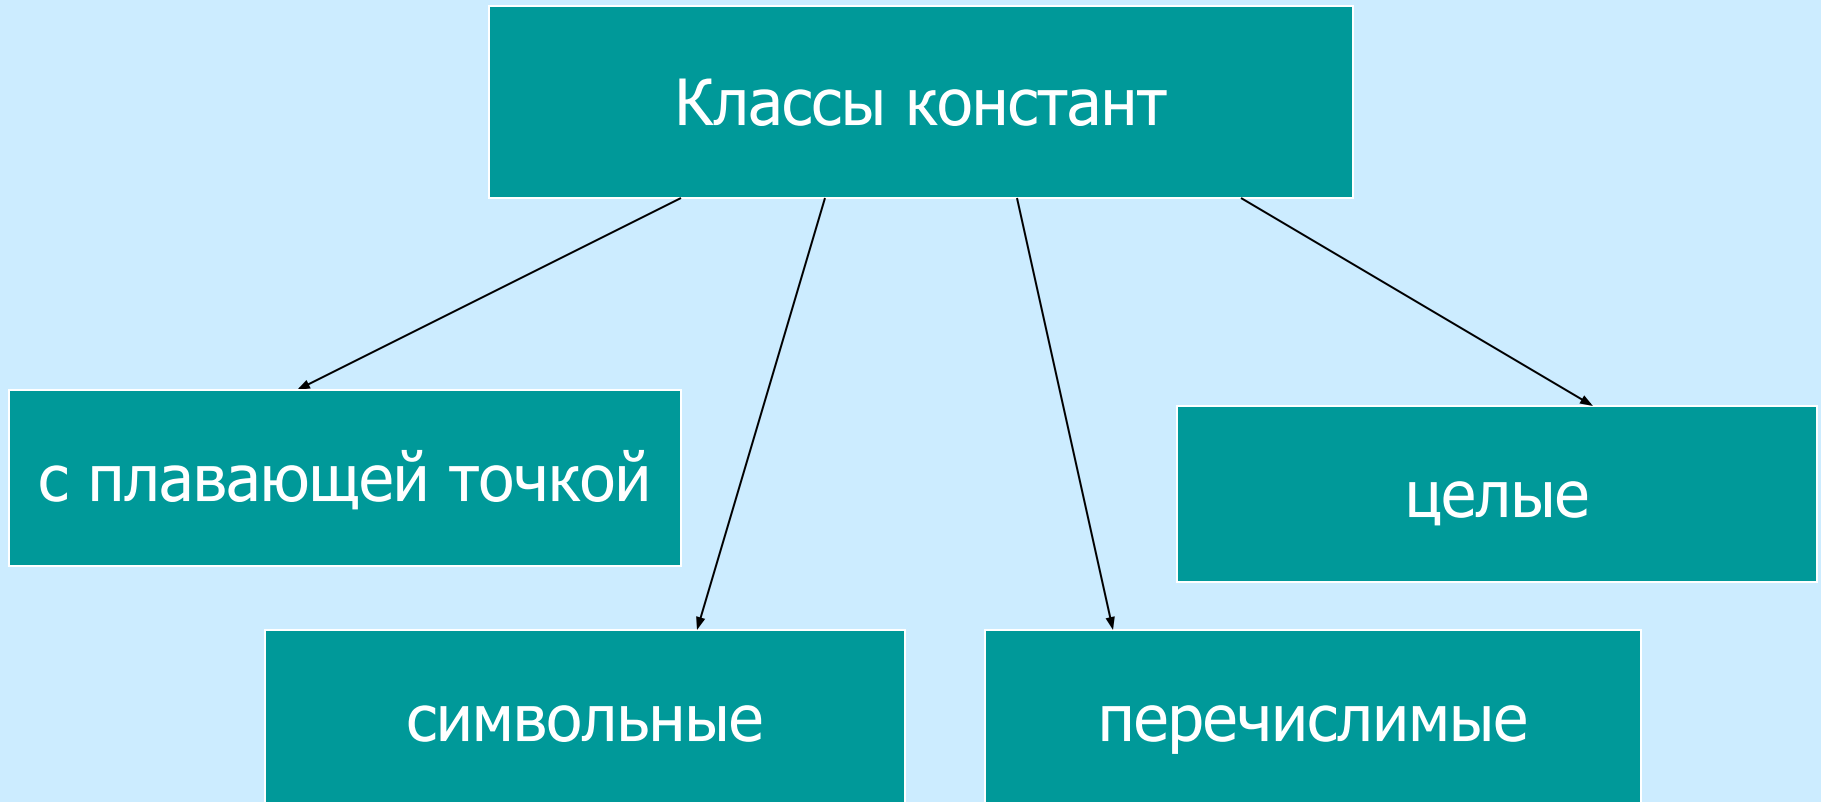 Классы констант
с плавающей точкой
целые
символьные
перечислимые